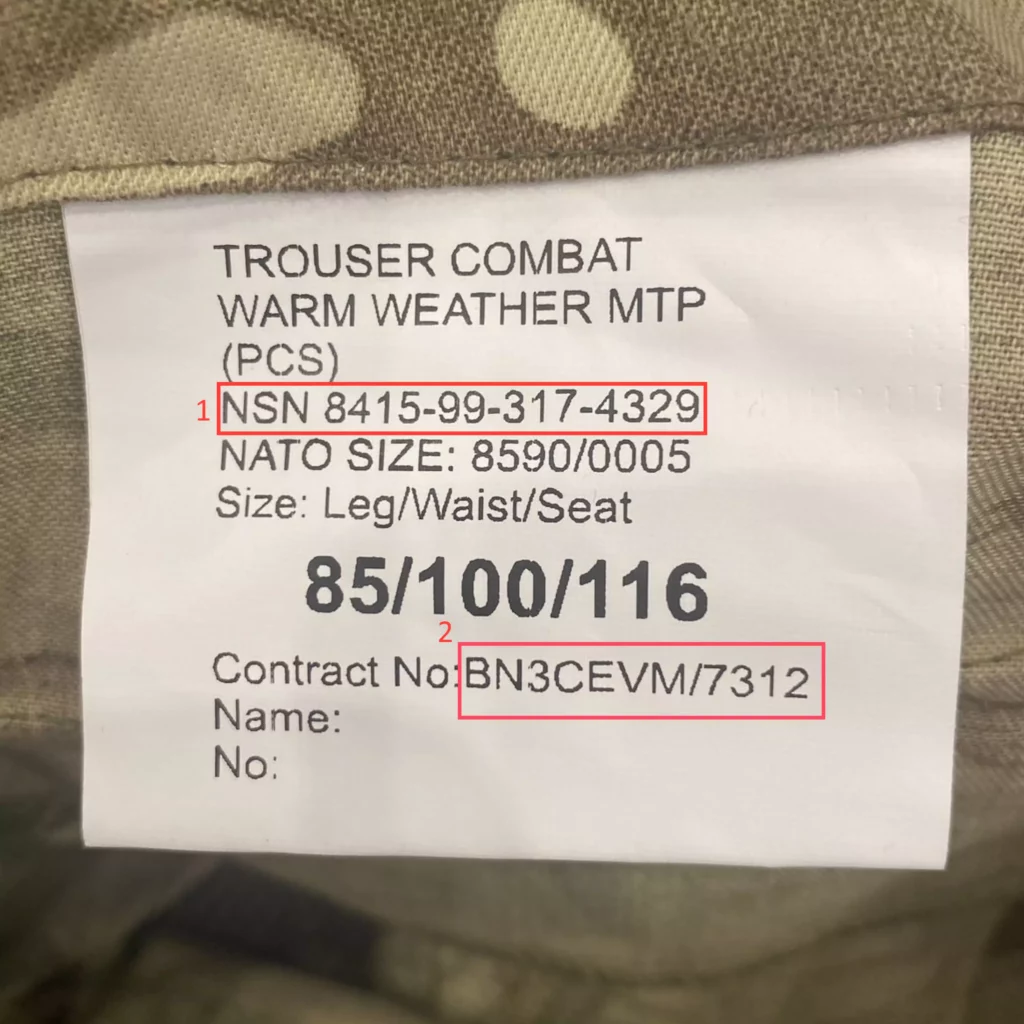 TROUSER COMBAT
WARM WEATHER MTP
(PCS)
1 NSN 8415-99-317-4329
NATO SIZE: 8590/0005
Size: Leg/Waist/Seat
85/100/116
2
Contract No:BN3CEVM/7312
Name:
No: